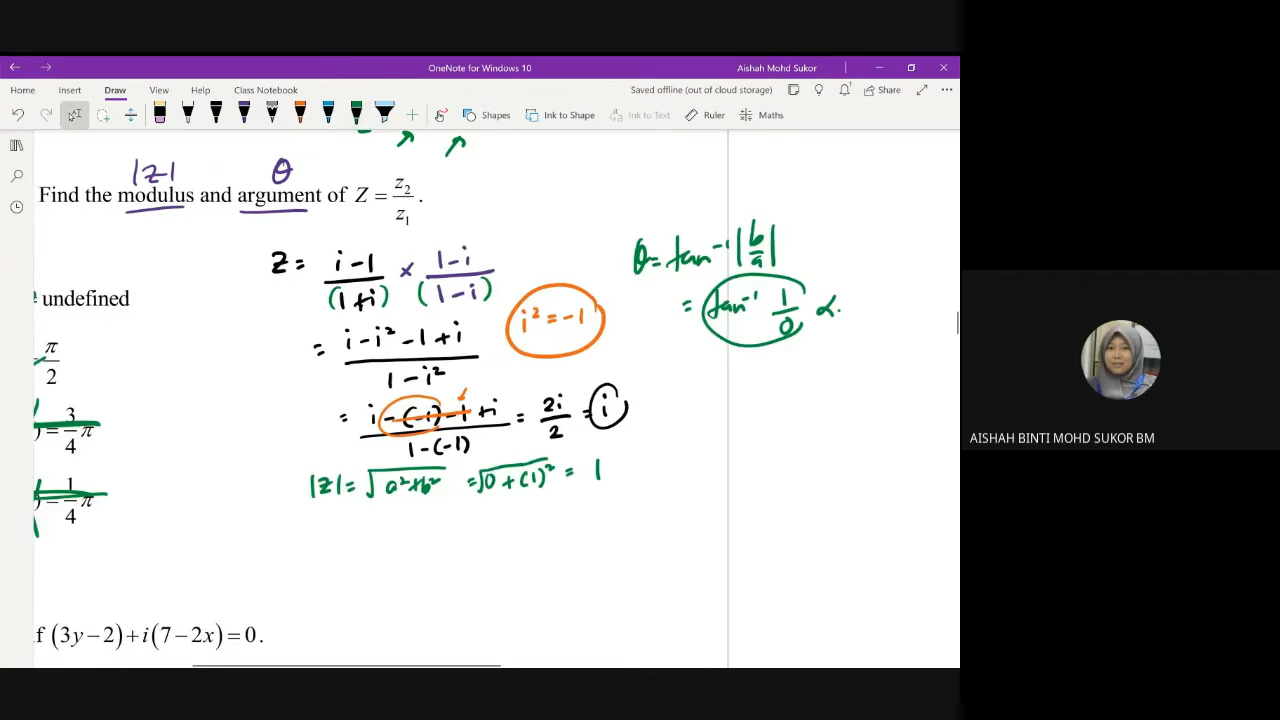 OneNote for Windows 10
Aishah Mohd Sukor
Home Insert Draw View Help Class Notebook
Saved offline (out of cloud storage)
Share
Shapes
Ink to Shape
Ink to Text
Ruler
Maths
|z| θ
Find the modulus and argument of Z = z₂/z₁.
Z = (i-1)/(1+i) × (1-i)/(1-i)
= (i-i²-1+i)/(1-i²)
i² = -1
= (i-(-1)-1+i)/(1-(-1)) = 2i/2 = i
|z| = √(a²+b²) = √(0+(1)²) = 1
θ = tan⁻¹|b/a|
= tan⁻¹ 1/0 α.
undefined
π/2
) = 3/4 π
) = 1/4 π
f (3y-2)+i(7-2x)=0.
AISHAH BINTI MOHD SUKOR BM